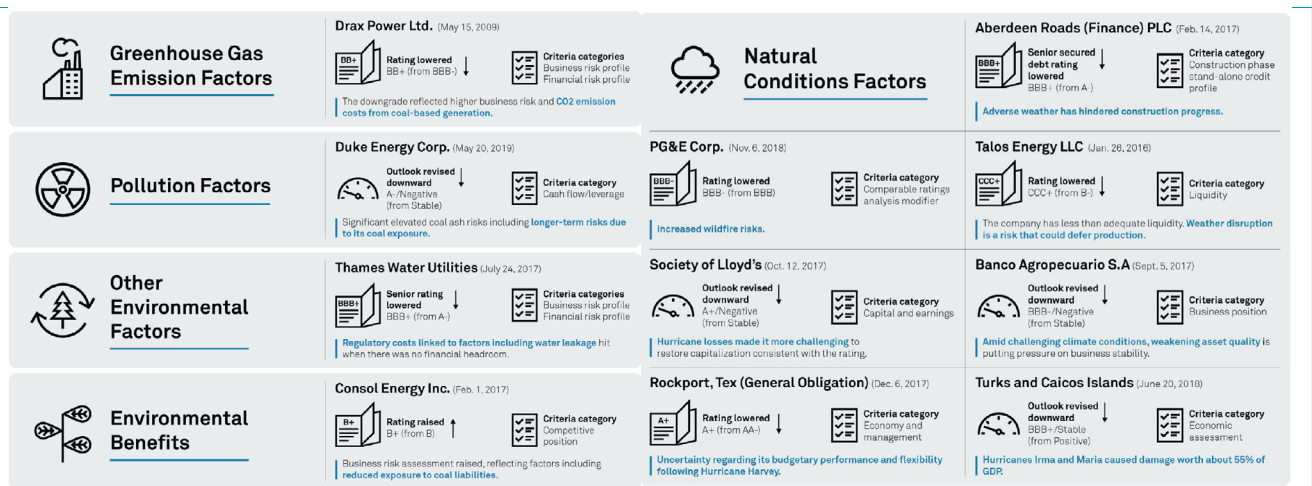 Greenhouse Gas
Emission Factors
Drax Power Ltd. (May 15, 2009)
BB+
Rating lowered
BB+ (from BBB-)
Criteria categories
Business risk profile
Financial risk profile
The downgrade reflected higher business risk and CO2 emission
costs from coal-based generation.
Pollution Factors
Duke Energy Corp. (May 20, 2019)
Outlook revised
downward
A-/Negative
(from Stable)
Criteria category
Cash flow/leverage
Significant elevated coal ash risks including longer-term risks due
to its coal exposure.
Other
Environmental
Factors
Thames Water Utilities (July 24, 2017)
BBB+
Senior rating
lowered
BBB+ (from A-)
Criteria categories
Business risk profile
Financial risk profile
Regulatory costs linked to factors including water leakage hit
when there was no financial headroom.
Environmental
Benefits
Consol Energy Inc. (Feb. 1, 2017)
B+
Rating raised
B+ (from B)
Criteria category
Competitive
position
Business risk assessment raised, reflecting factors including
reduced exposure to coal liabilities.
Natural
Conditions Factors
Aberdeen Roads (Finance) PLC (Feb. 14, 2017)
BBB+
Senior secured
debt rating
lowered
BBB+ (from A-)
Criteria category
Construction phase
stand-alone credit
profile
Adverse weather has hindered construction progress.
PG&E Corp. (Nov. 6, 2018)
BBB-
Rating lowered
BBB- (from BBB)
Criteria category
Comparable ratings
analysis modifier
Increased wildfire risks.
Talos Energy LLC (Jan. 26, 2016)
CCC+
Rating lowered
CCC+ (from B-)
Criteria category
Liquidity
The company has less than adequate liquidity. Weather disruption
is a risk that could defer production.
Society of Lloyd's (Oct. 12, 2017)
Outlook revised
downward
A+/Negative
(from Stable)
Criteria category
Capital and earnings
Hurricane losses made it more challenging to
restore capitalization consistent with the rating.
Banco Agropecuario S.A (Sept. 5, 2017)
Outlook revised
downward
BBB-/Negative
(from Stable)
Criteria category
Business position
Amid challenging climate conditions, weakening asset quality is
putting pressure on business stability.
Rockport, Tex (General Obligation) (Dec. 6, 2017)
A+
Rating lowered
A+ (from AA-)
Criteria category
Economy and
management
Uncertainty regarding its budgetary performance and flexibility
following Hurricane Harvey.
Turks and Caicos Islands (June 20, 2018)
Outlook revised
downward
BBB+/Stable
(from Positive)
Criteria category
Economic
assessment
Hurricanes Irma and Maria caused damage worth about 55% of
GDP.